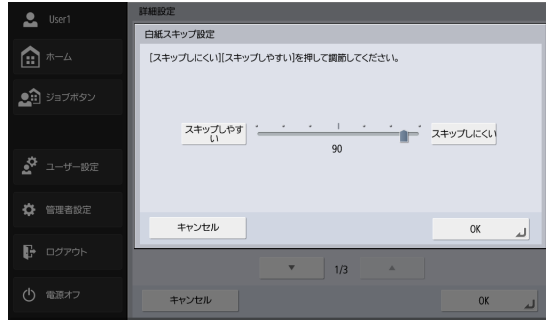 User1
ホーム
ジョブボタン
ユーザー設定
管理者設定
ログアウト
電源オフ
詳細設定
白紙スキップ設定
[スキップしにくい][スキップしやすい]を押して調節してください。
スキップしやす
い
スキップしにくい
90
キャンセル
OK
1/3
キャンセル
OK